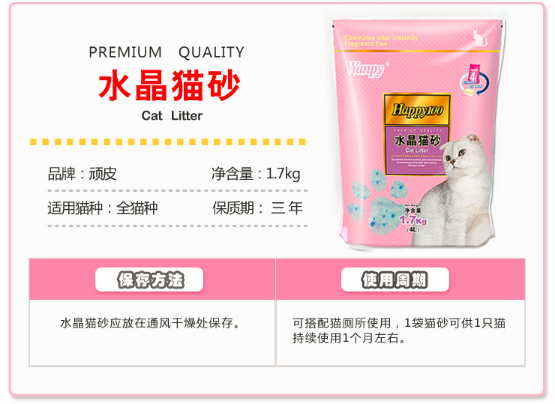 PREMIUM QUALITY
水晶猫砂
Cat Litter
品牌：顽皮
净含量：1.7kg
适用猫种：全猫种
保质期：三年
Eliminates odor instantly
Fragrance free
Wanpy
Happy100
PREMIUM QUALITY
水晶猫砂
Cat Litter
净含量
1.7Kg
(4L)
保存方法
水晶猫砂应放在通风干燥处保存。
使用周期
可搭配猫厕所使用，1袋猫砂可供1只猫
持续使用1个月左右。